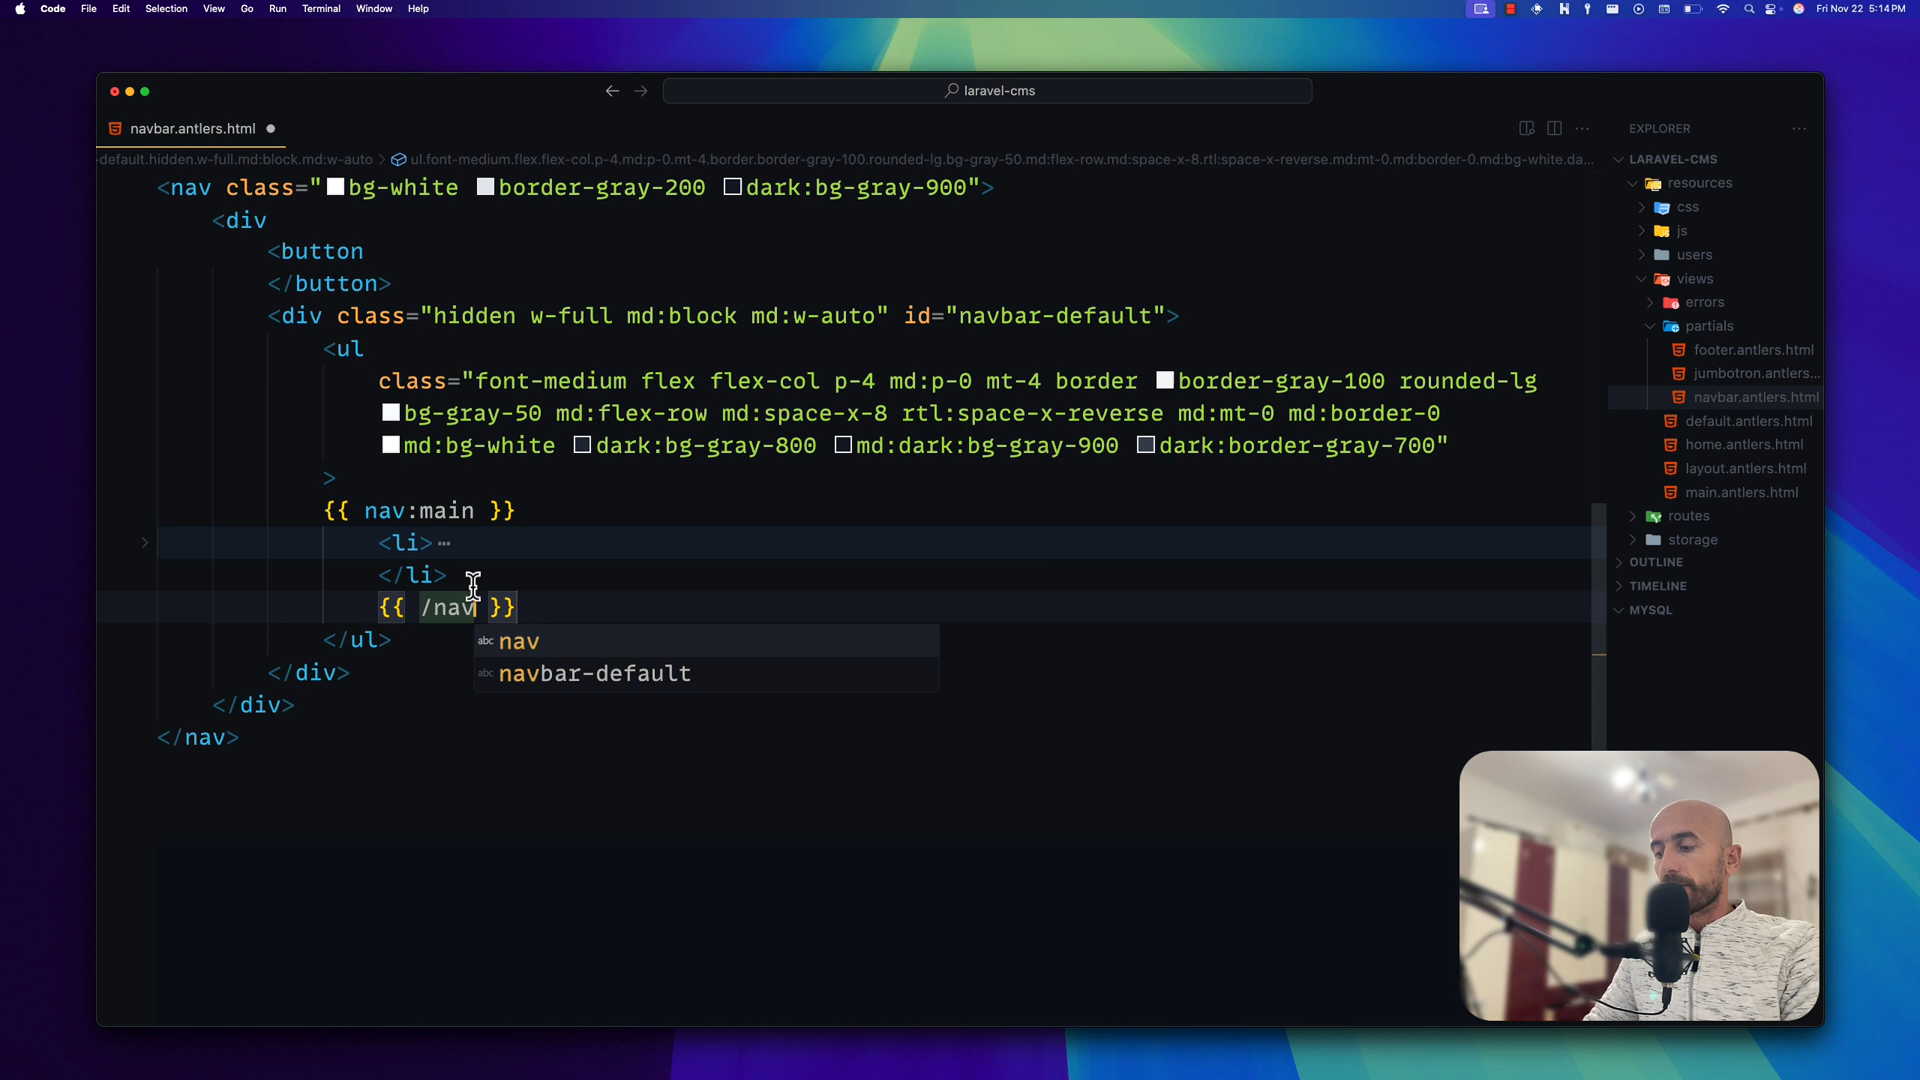 Code File Edit Selection View Go Run Terminal Window Help
Fri Nov 22 5:14 PM
laravel-cms
navbar.antlers.html
EXPLORER
-default.hidden.w-full.md:block.md:w-auto > ul.font-medium.flex.flex-col.p-4.md:p-0.mt-4.border.border-gray-100.rounded-lg.bg-gray-50.md:flex-row.md:space-x-8.rtl:space-x-reverse.md:mt-0.md:border-0.md:bg-white.da...
<nav class="bg-white border-gray-200 dark:bg-gray-900">
<div
<button
</button>
<div class="hidden w-full md:block md:w-auto" id="navbar-default">
<ul
class="font-medium flex flex-col p-4 md:p-0 mt-4 border border-gray-100 rounded-lg
bg-gray-50 md:flex-row md:space-x-8 rtl:space-x-reverse md:mt-0 md:border-0
md:bg-white dark:bg-gray-800 md:dark:bg-gray-900 dark:border-gray-700"
>
{{ nav:main }}
<li>⋯
</li>
{{ /nav }}
abc nav
abc navbar-default
</ul>
</div>
</div>
</nav>
LARAVEL-CMS
resources
css
js
users
views
errors
partials
footer.antlers.html
jumbotron.antlers...
navbar.antlers.html
default.antlers.html
home.antlers.html
layout.antlers.html
main.antlers.html
routes
storage
OUTLINE
TIMELINE
MYSQL